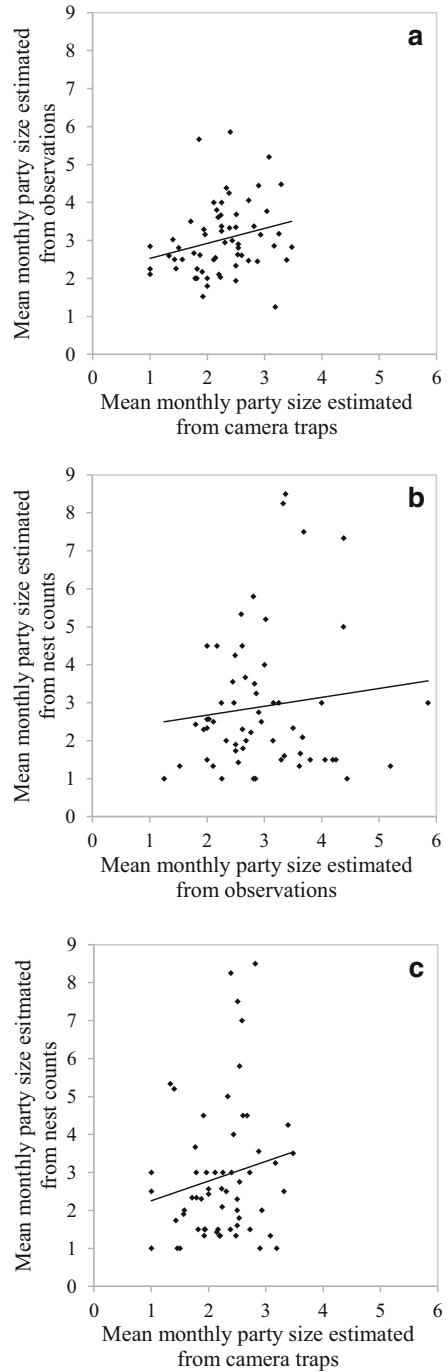 a
9
8
7
6
5
4
3
2
1
0
Mean monthly party size estimated
from observations
0 1 2 3 4 5 6
Mean monthly party size estimated
from camera traps
b
9
8
7
6
5
4
3
2
1
0
Mean monthly party size estimated
from nest counts
0 1 2 3 4 5 6
Mean monthly party size estimated
from observations
c
9
8
7
6
5
4
3
2
1
0
Mean monthly party size esitmated
from nest counts
0 1 2 3 4 5 6
Mean monthly party size estimated
from camera traps